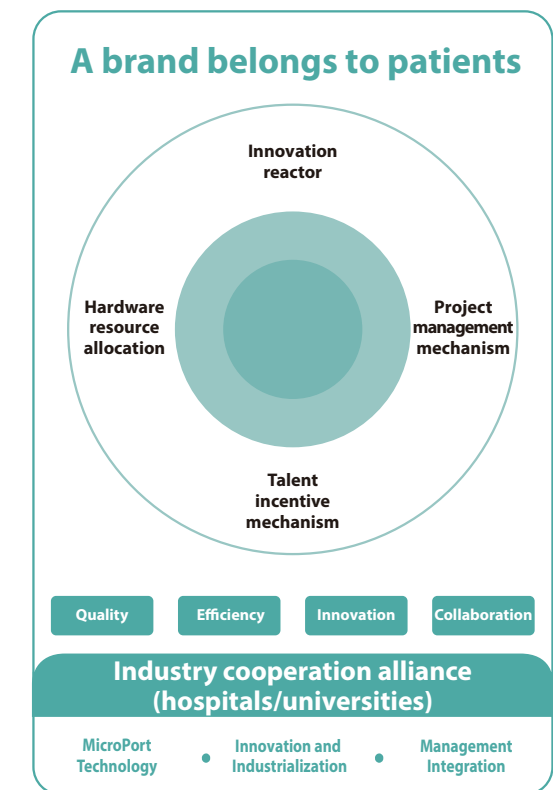 A brand belongs to patients
Innovation
reactor
Hardware
resource
allocation
Project
management
mechanism
Talent
incentive
mechanism
Quality
Efficiency
Innovation
Collaboration
Industry cooperation alliance
(hospitals/universities)
MicroPort
Technology
•
Innovation and
Industrialization
•
Management
Integration